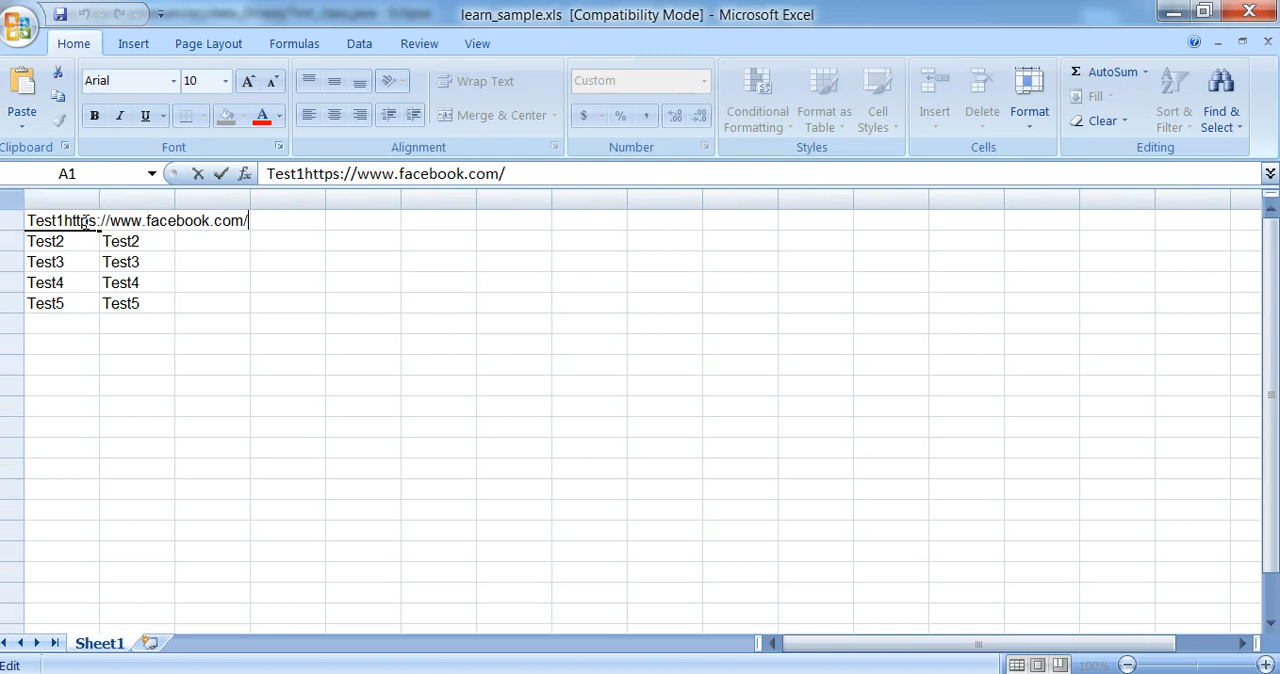 learn_sample.xls [Compatibility Mode] - Microsoft Excel
Home Insert Page Layout Formulas Data Review View
Paste
Clipboard
Arial 10
A A
B I U A
Font
Wrap Text
Merge & Center
Alignment
Custom
$ % , .00
Number
Conditional Formatting
Format as Table
Cell Styles
Styles
Insert Delete Format
Cells
Σ AutoSum
Fill
Clear
Sort & Filter
Find & Select
Editing
A1 fx Test1https://www.facebook.com/
Test1https://www.facebook.com/
Test2 Test2
Test3 Test3
Test4 Test4
Test5 Test5
Sheet1
Edit 100%